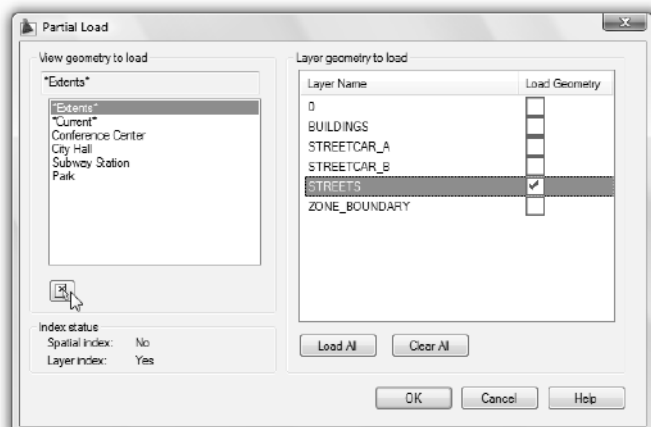 Partial Load
View geometry to load
*Extents*
*Extents*
*Current*
Conference Center
City Hall
Subway Station
Park
Index status
Spatial index: No
Layer index: Yes
Layer geometry to load
Layer Name Load Geometry
0
BUILDINGS
STREETCAR_A
STREETCAR_B
STREETS
ZONE_BOUNDARY
Load All Clear All
OK Cancel Help